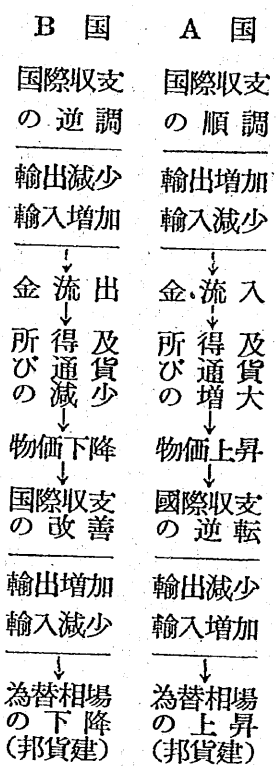 A 国
国際収支
の順調
輸出増加
輸入減少
金流入
所得及
び通貨
の増大
物価上昇
國際収支
の逆転
輸出減少
輸入増加
為替相場
の上昇
(邦貨建)
B 国
国際収支
の逆調
輸出減少
輸入増加
金流出
所得及
び通貨
の減少
物価下降
国際収支
の改善
輸出増加
輸入減少
為替相場
の下降
(邦貨建)